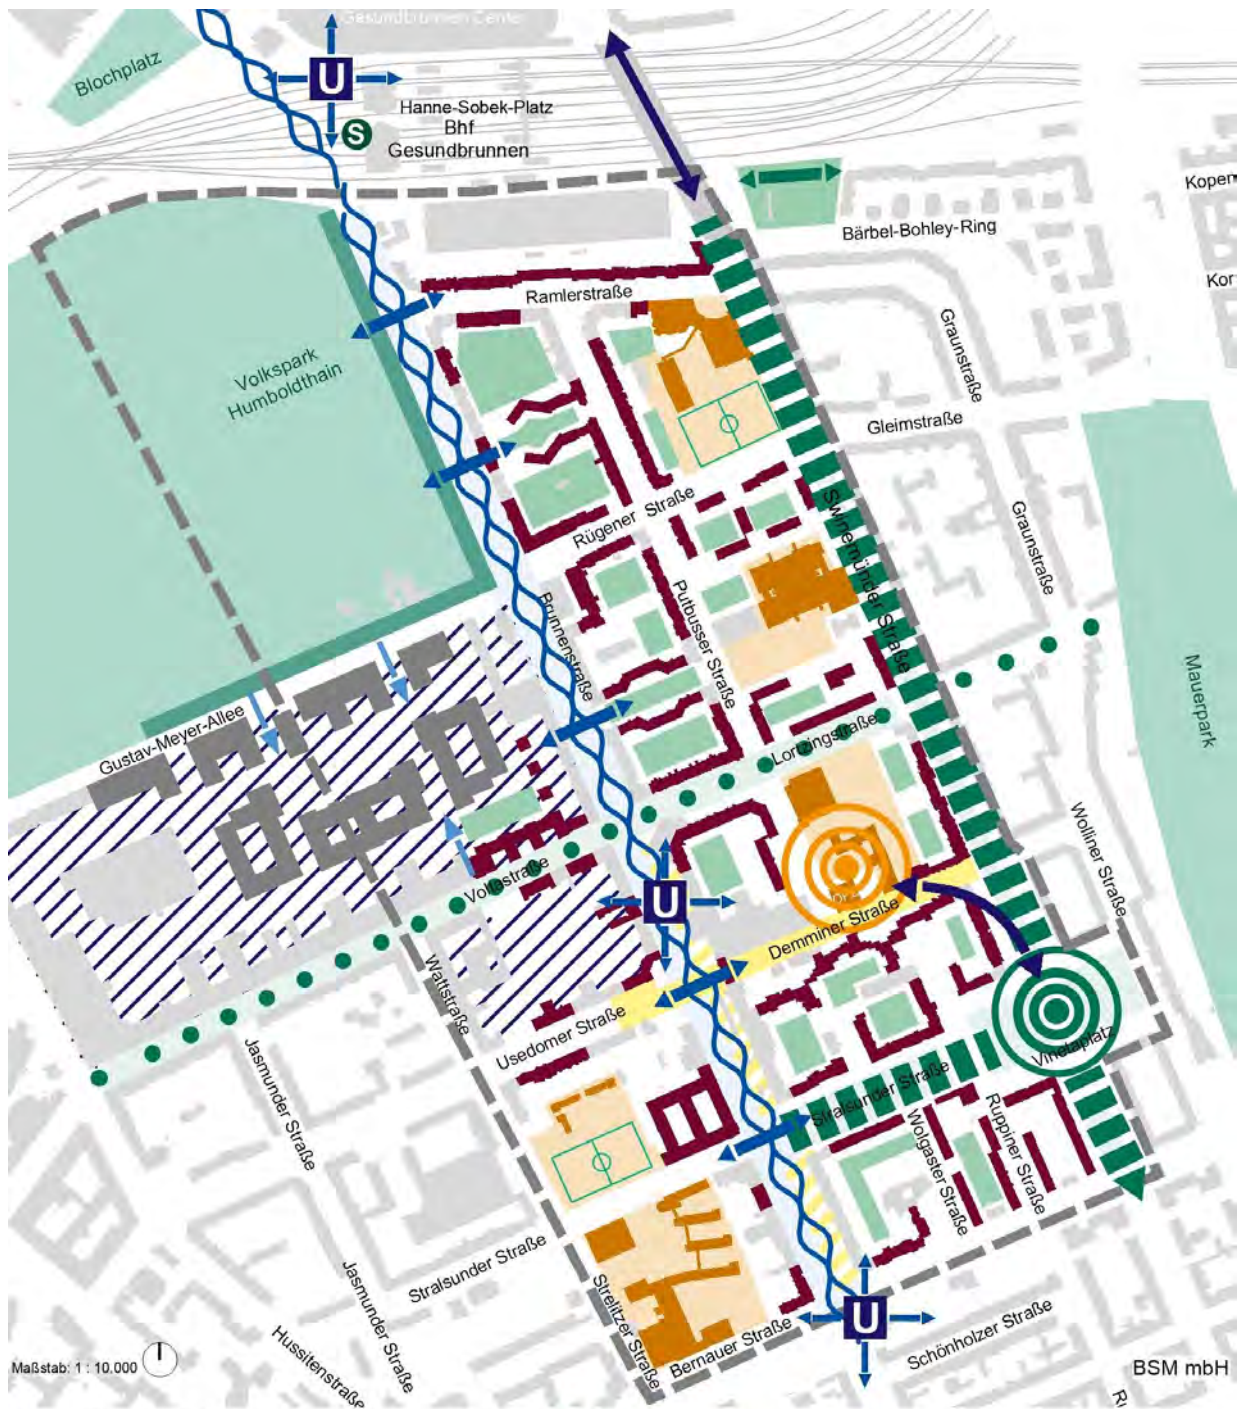 Gesundbrunnen Center
Blochplatz
U
S
Hanne-Sobek-Platz
Bhf
Gesundbrunnen
Kopen
Bärbel-Bohley-Ring
Kor
Ramlerstraße
Graunstraße
Volkspark
Humboldthain
Gleimstraße
Rügener Straße
Swinemünder Straße
Graunstraße
Brunnenstraße
Putbusser Straße
Mauerpark
Gustav-Meyer-Allee
Lortzingstraße
Wolliner Straße
Voltastraße
U
Demminer Straße
Wattstraße
Usedomer Straße
Vinetaplatz
Jasmunder Straße
Stralsunder Straße
Wolgaster Straße
Ruppiner Straße
Stralsunder Straße
Jasmunder Straße
Strelitzer Straße
Hussitenstraße
U
Bernauer Straße
Schönholzer Straße
Maßstab: 1 : 10.000
BSM mbH